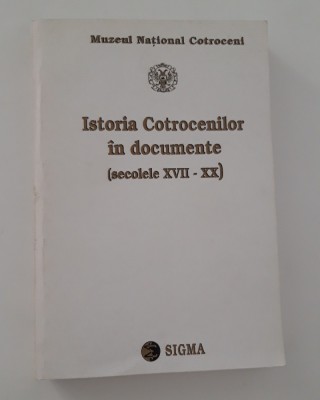 Muzeul Național Cotroceni
Istoria Cotrocenilor
în documente
(secolele XVII - XX)
SIGMA